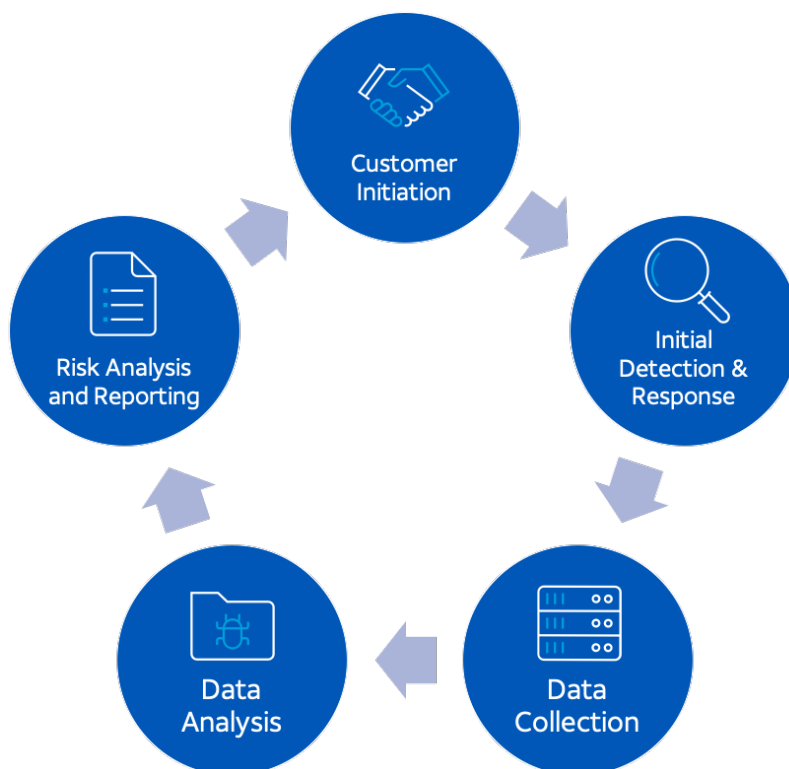 Customer
Initiation
Initial
Detection &
Response
Data
Collection
Data
Analysis
Risk Analysis
and Reporting